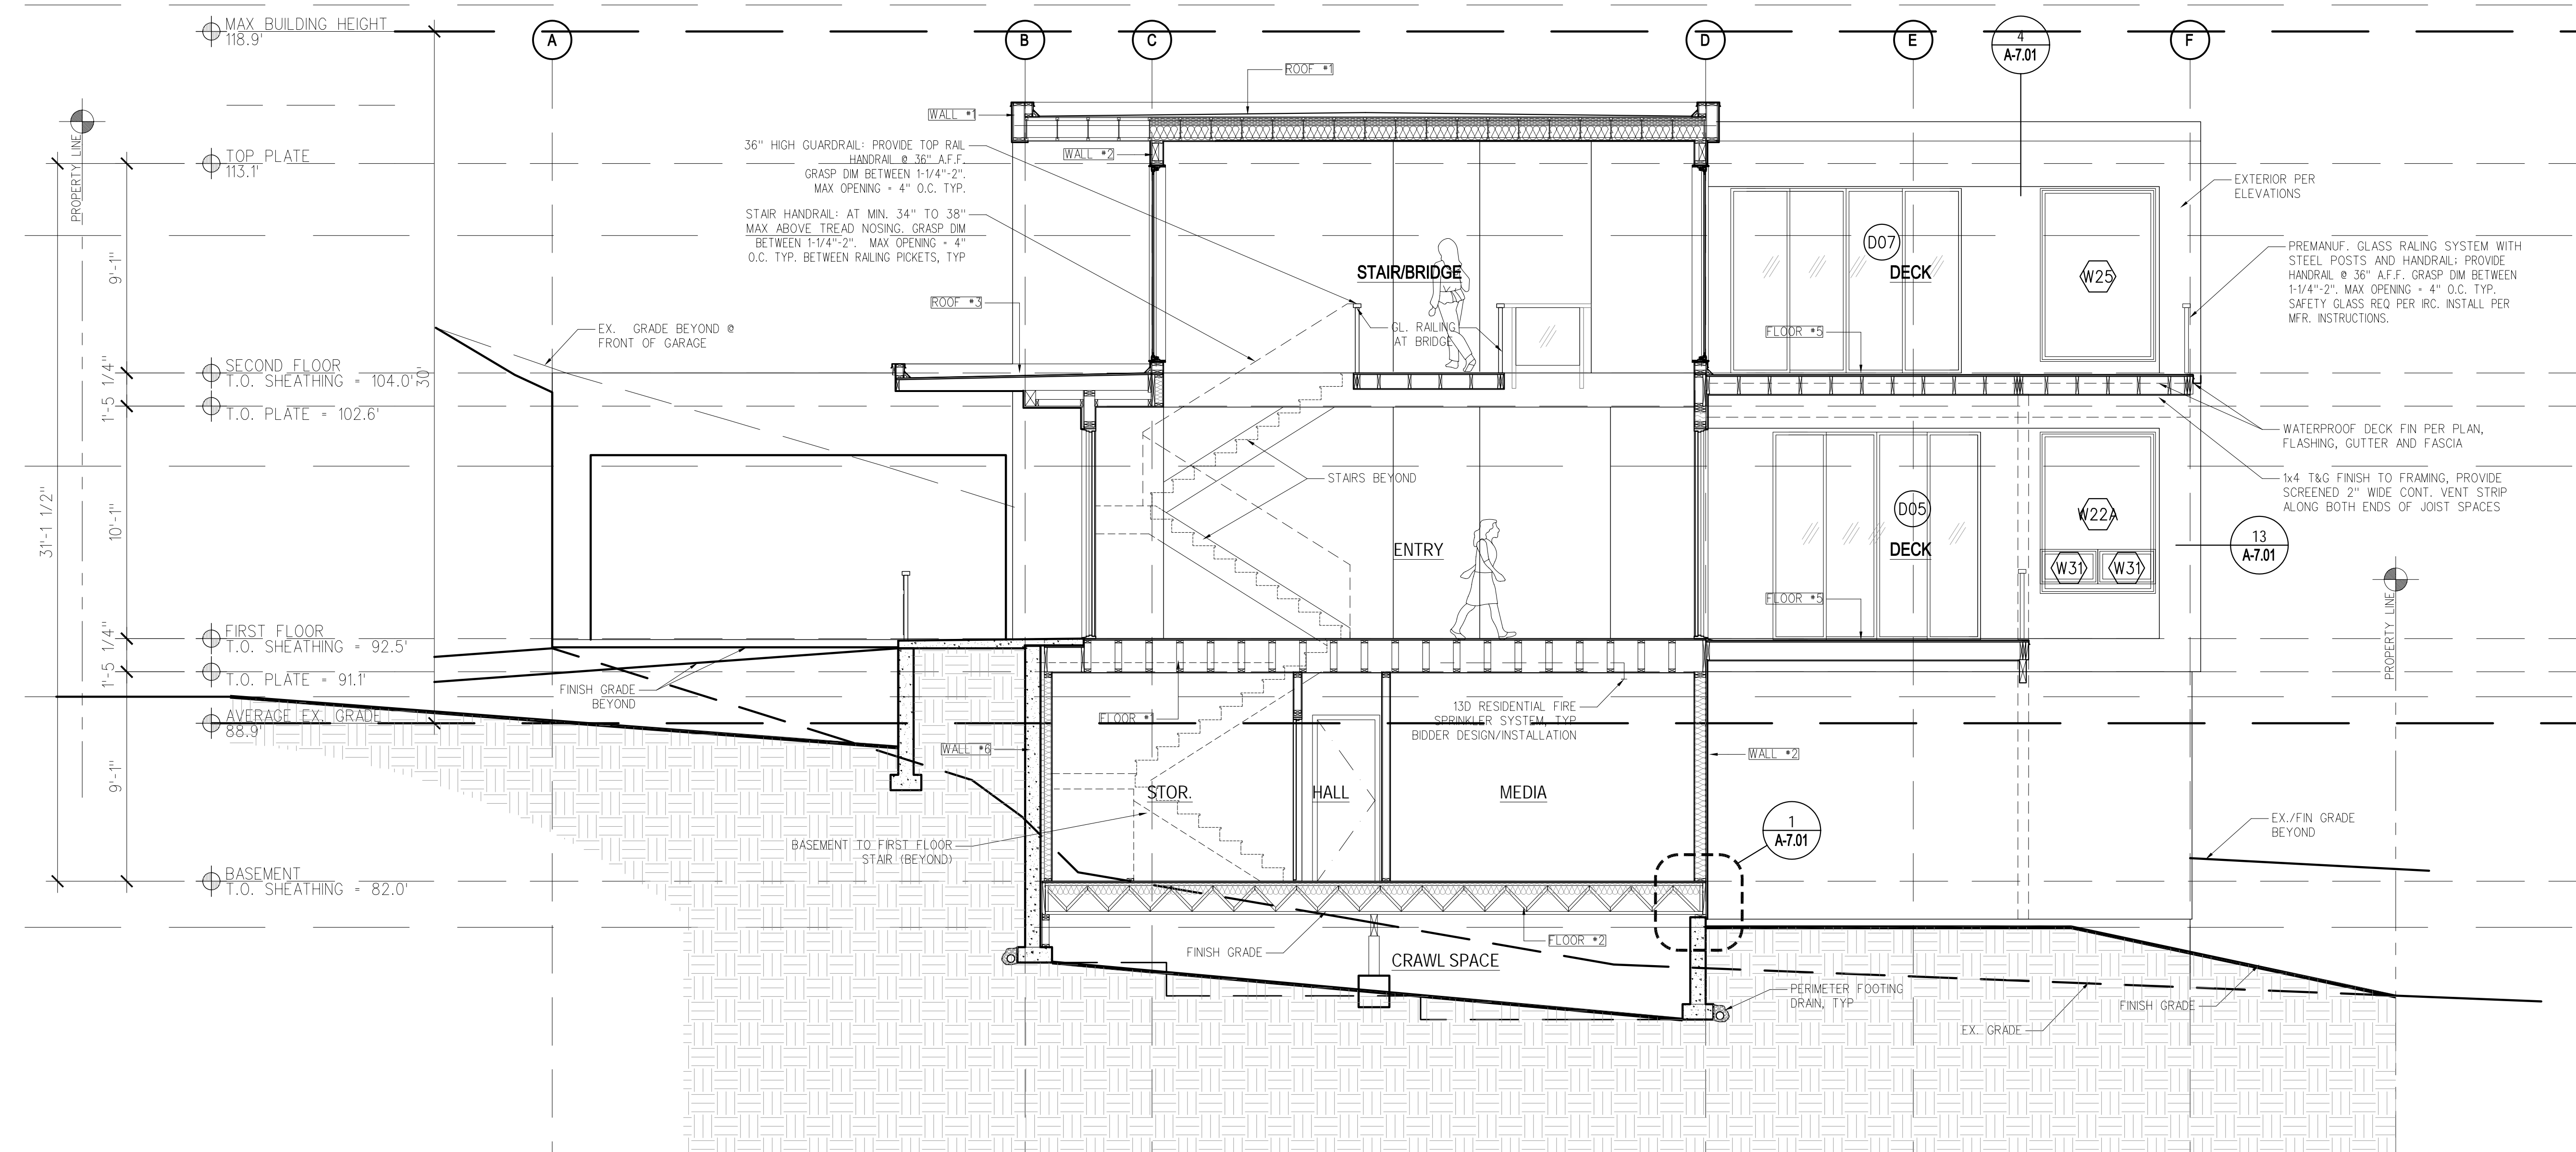 MAX BUILDING HEIGHT
118.9'
A
B
C
D
E
4
A-7.01
F
PROPERTY LINE
TOP PLATE
113.1'
9'-1"
SECOND FLOOR
T.O. SHEATHING = 104.0'
30'
1'-5 1/4"
T.O. PLATE = 102.6'
31'-1 1/2"
10'-1"
FIRST FLOOR
T.O. SHEATHING = 92.5'
1'-5 1/4"
T.O. PLATE = 91.1'
AVERAGE EX. GRADE
88.9'
9'-1"
BASEMENT
T.O. SHEATHING = 82.0'
ROOF #1
WALL #1
36" HIGH GUARDRAIL: PROVIDE TOP RAIL
HANDRAIL @ 36" A.F.F.
GRASP DIM BETWEEN 1-1/4"-2".
MAX OPENING = 4" O.C. TYP.
WALL #2
STAIR HANDRAIL: AT MIN. 34" TO 38"
MAX ABOVE TREAD NOSING. GRASP DIM
BETWEEN 1-1/4"-2". MAX OPENING = 4"
O.C. TYP. BETWEEN RAILING PICKETS, TYP
ROOF #3
EX. GRADE BEYOND @
FRONT OF GARAGE
STAIR/BRIDGE
GL. RAILING
AT BRIDGE
D07
DECK
W25
FLOOR #5
EXTERIOR PER
ELEVATIONS
PREMANUF. GLASS RALING SYSTEM WITH
STEEL POSTS AND HANDRAIL; PROVIDE
HANDRAIL @ 36" A.F.F. GRASP DIM BETWEEN
1-1/4"-2". MAX OPENING = 4" O.C. TYP.
SAFETY GLASS REQ PER IRC. INSTALL PER
MFR. INSTRUCTIONS.
WATERPROOF DECK FIN PER PLAN,
FLASHING, GUTTER AND FASCIA
1x4 T&G FINISH TO FRAMING, PROVIDE
SCREENED 2" WIDE CONT. VENT STRIP
ALONG BOTH ENDS OF JOIST SPACES
STAIRS BEYOND
ENTRY
D05
DECK
W22A
W31
W31
FLOOR #5
13
A-7.01
PROPERTY LINE
FINISH GRADE
BEYOND
FLOOR #1
WALL #6
13D RESIDENTIAL FIRE
SPRINKLER SYSTEM, TYP
BIDDER DESIGN/INSTALLATION
WALL #2
STOR.
HALL
MEDIA
BASEMENT TO FIRST FLOOR
STAIR (BEYOND)
1
A-7.01
EX./FIN GRADE
BEYOND
FINISH GRADE
FLOOR #2
CRAWL SPACE
PERIMETER FOOTING
DRAIN, TYP
EX. GRADE
FINISH GRADE